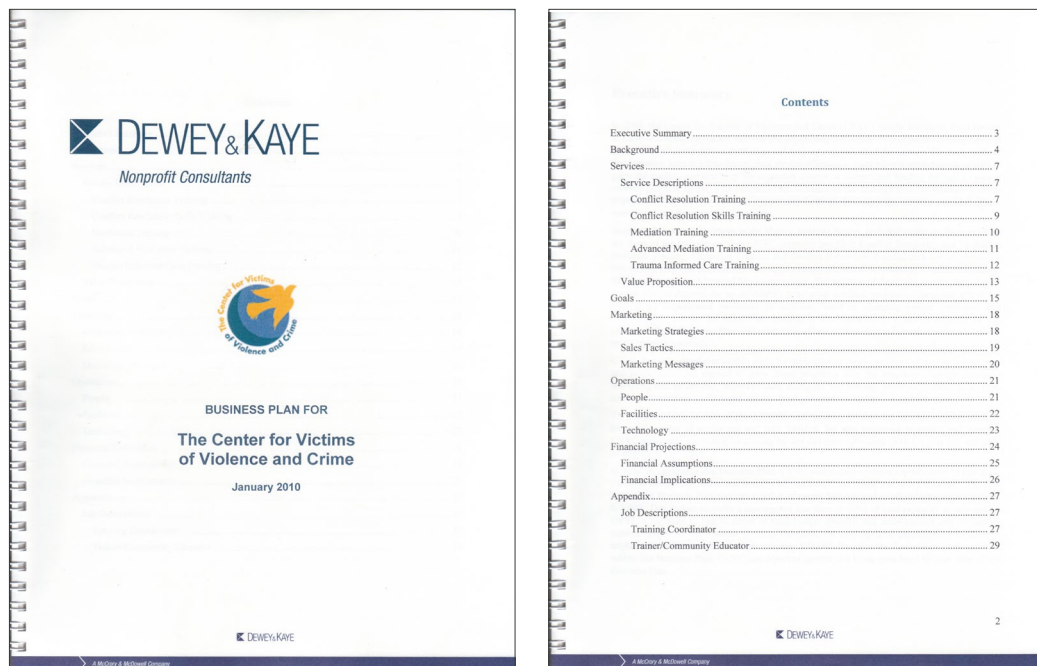 DEWEY&KAYE
Nonprofit Consultants
The Center for Victims
of Violence and Crime
BUSINESS PLAN FOR
The Center for Victims
of Violence and Crime
January 2010
DEWEY&KAYE
A McCrory & McDowell Company
Contents
Executive Summary 3
Background 4
Services 7
Service Descriptions 7
Conflict Resolution Training 7
Conflict Resolution Skills Training 9
Mediation Training 10
Advanced Mediation Training 11
Trauma Informed Care Training 12
Value Proposition 13
Goals 15
Marketing 18
Marketing Strategies 18
Sales Tactics 19
Marketing Messages 20
Operations 21
People 21
Facilities 22
Technology 23
Financial Projections 24
Financial Assumptions 25
Financial Implications 26
Appendix 27
Job Descriptions 27
Training Coordinator 27
Trainer/Community Educator 29
2
DEWEY&KAYE
A McCrory & McDowell Company